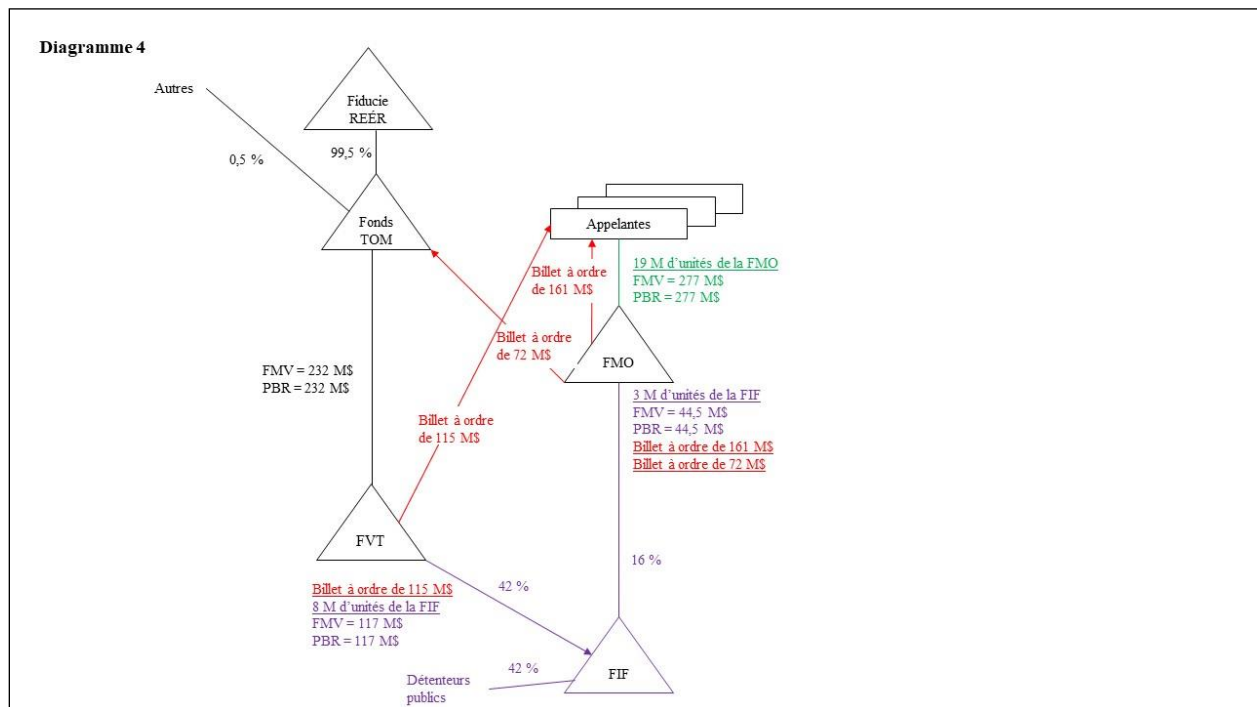 Diagramme 4
Autres
Fiducie
REÉR
0,5 %
99,5 %
Fonds
TOM
Appelantes
Billet à ordre
de 161 M$
19 M d'unités de la FMO
FMV = 277 M$
PBR = 277 M$
Billet à ordre
de 72 M$
FMO
FMV = 232 M$
PBR = 232 M$
3 M d'unités de la FIF
FMV = 44,5 M$
PBR = 44,5 M$
Billet à ordre de 161 M$
Billet à ordre de 72 M$
Billet à ordre
de 115 M$
FVT
16 %
42 %
Billet à ordre de 115 M$
8 M d'unités de la FIF
FMV = 117 M$
PBR = 117 M$
42 %
FIF
Détenteurs
publics